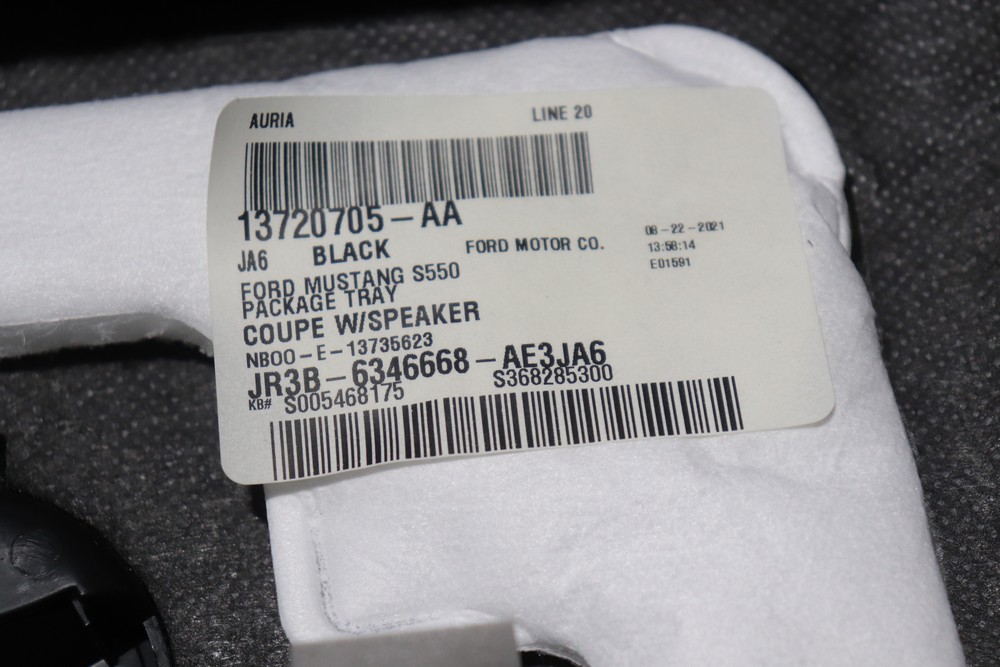 AURIA LINE 20
13720705-AA
JA6 BLACK FORD MOTOR CO.
08-22-2021
13:58:14
E01591
FORD MUSTANG S550
PACKAGE TRAY
COUPE W/SPEAKER
NB00-E-13735623
JR3B-6346668-AE3JA6
KB# S005468175 S368285300